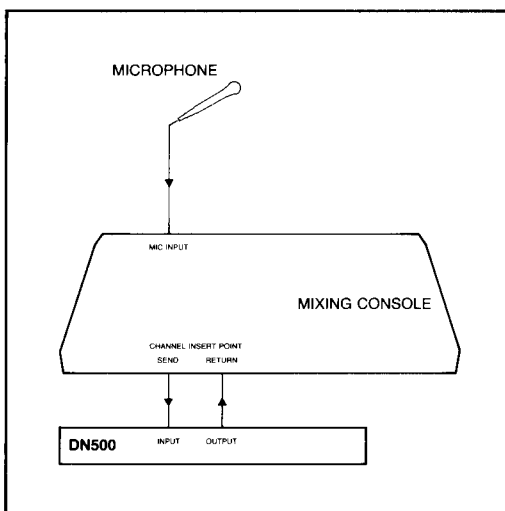 MICROPHONE
MIC INPUT
MIXING CONSOLE
CHANNEL INSERT POINT
SEND RETURN
DN500 INPUT OUTPUT